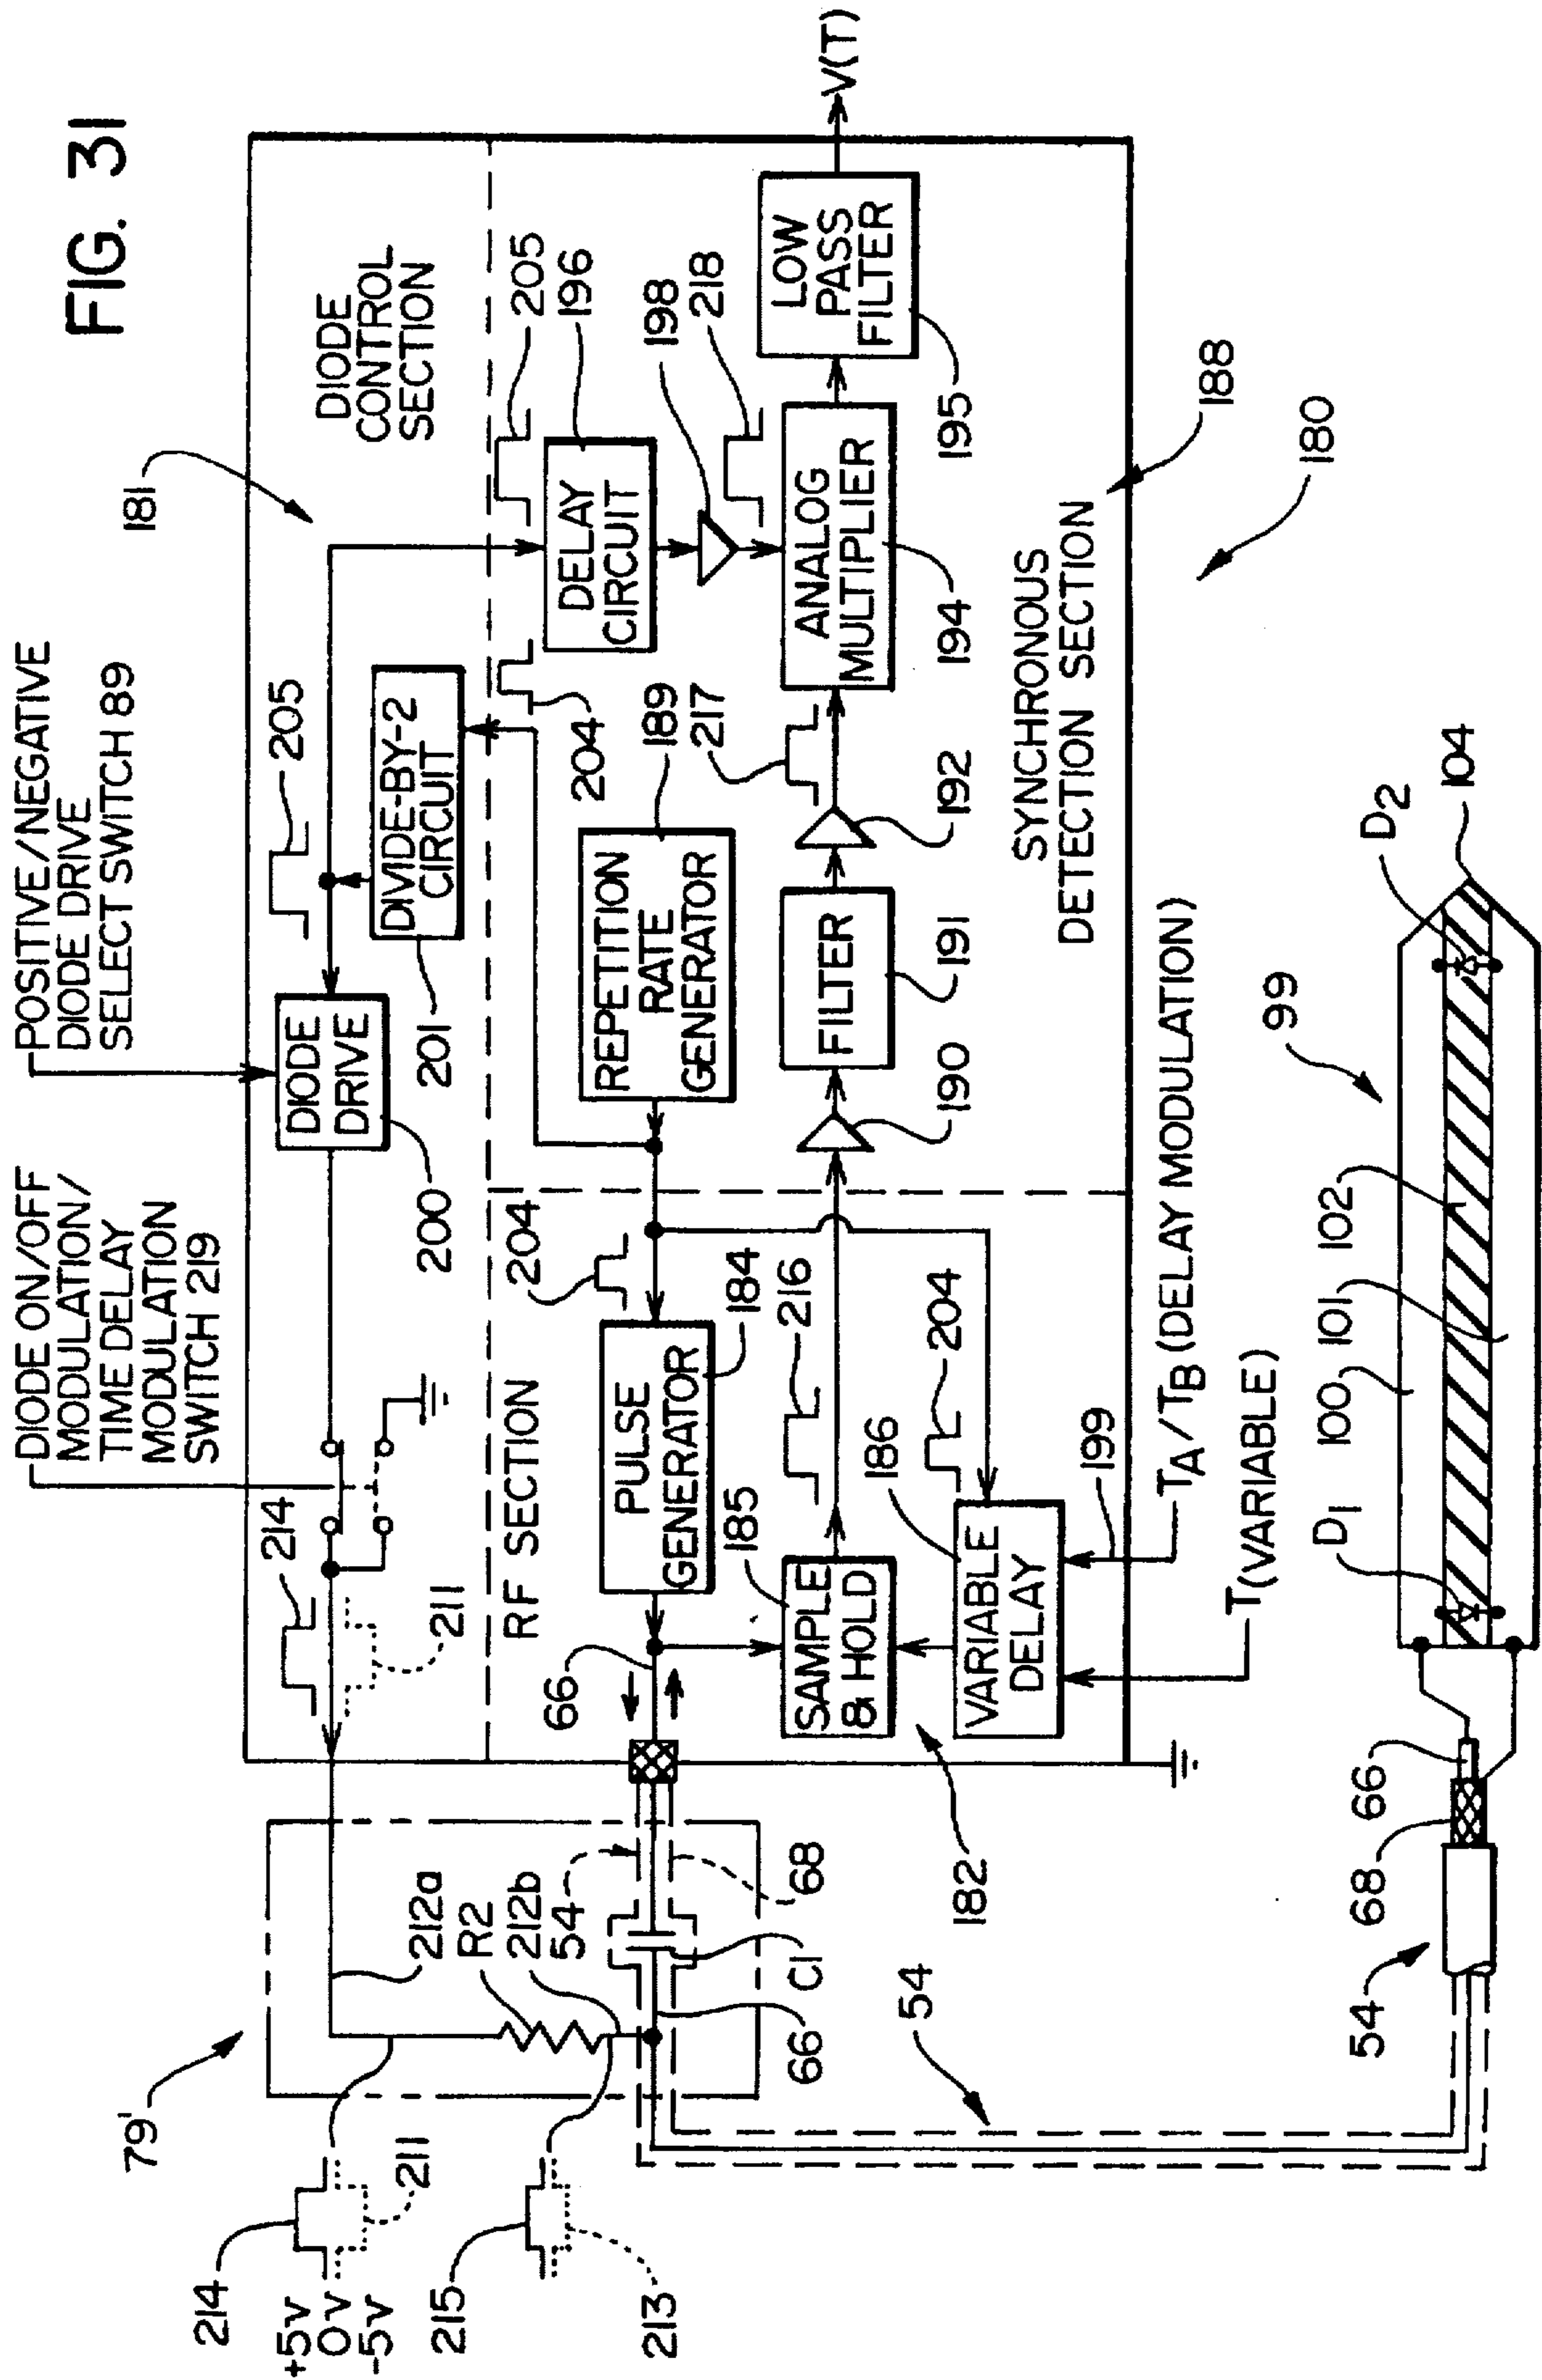 FIG. 31
POSITIVE/NEGATIVE
DIODE DRIVE
SELECT SWITCH 89
DIODE ON/OFF
MODULATION/
TIME DELAY
MODULATION
SWITCH 219
181
DIODE
CONTROL
SECTION
205
DIODE
DRIVE
200
DIVIDE-BY-2
CIRCUIT
201
214
211
79'
214
+5v
0v
-5v
211
215
213
212a
R2
212b
54
68
C1
66
RF SECTION
204
PULSE
GENERATOR
184
66
REPETITION
RATE
GENERATOR
189
204
205
DELAY
CIRCUIT
196
198
218
217
SAMPLE
& HOLD
185
216
190
FILTER
191
192
ANALOG
MULTIPLIER
194
LOW
PASS
FILTER
195
V(T)
182
VARIABLE
DELAY
186
204
199
TA/TB (DELAY MODULATION)
T(VARIABLE)
SYNCHRONOUS
DETECTION SECTION
188
180
54
54
68
66
D1
100
101
102
99
D2
104